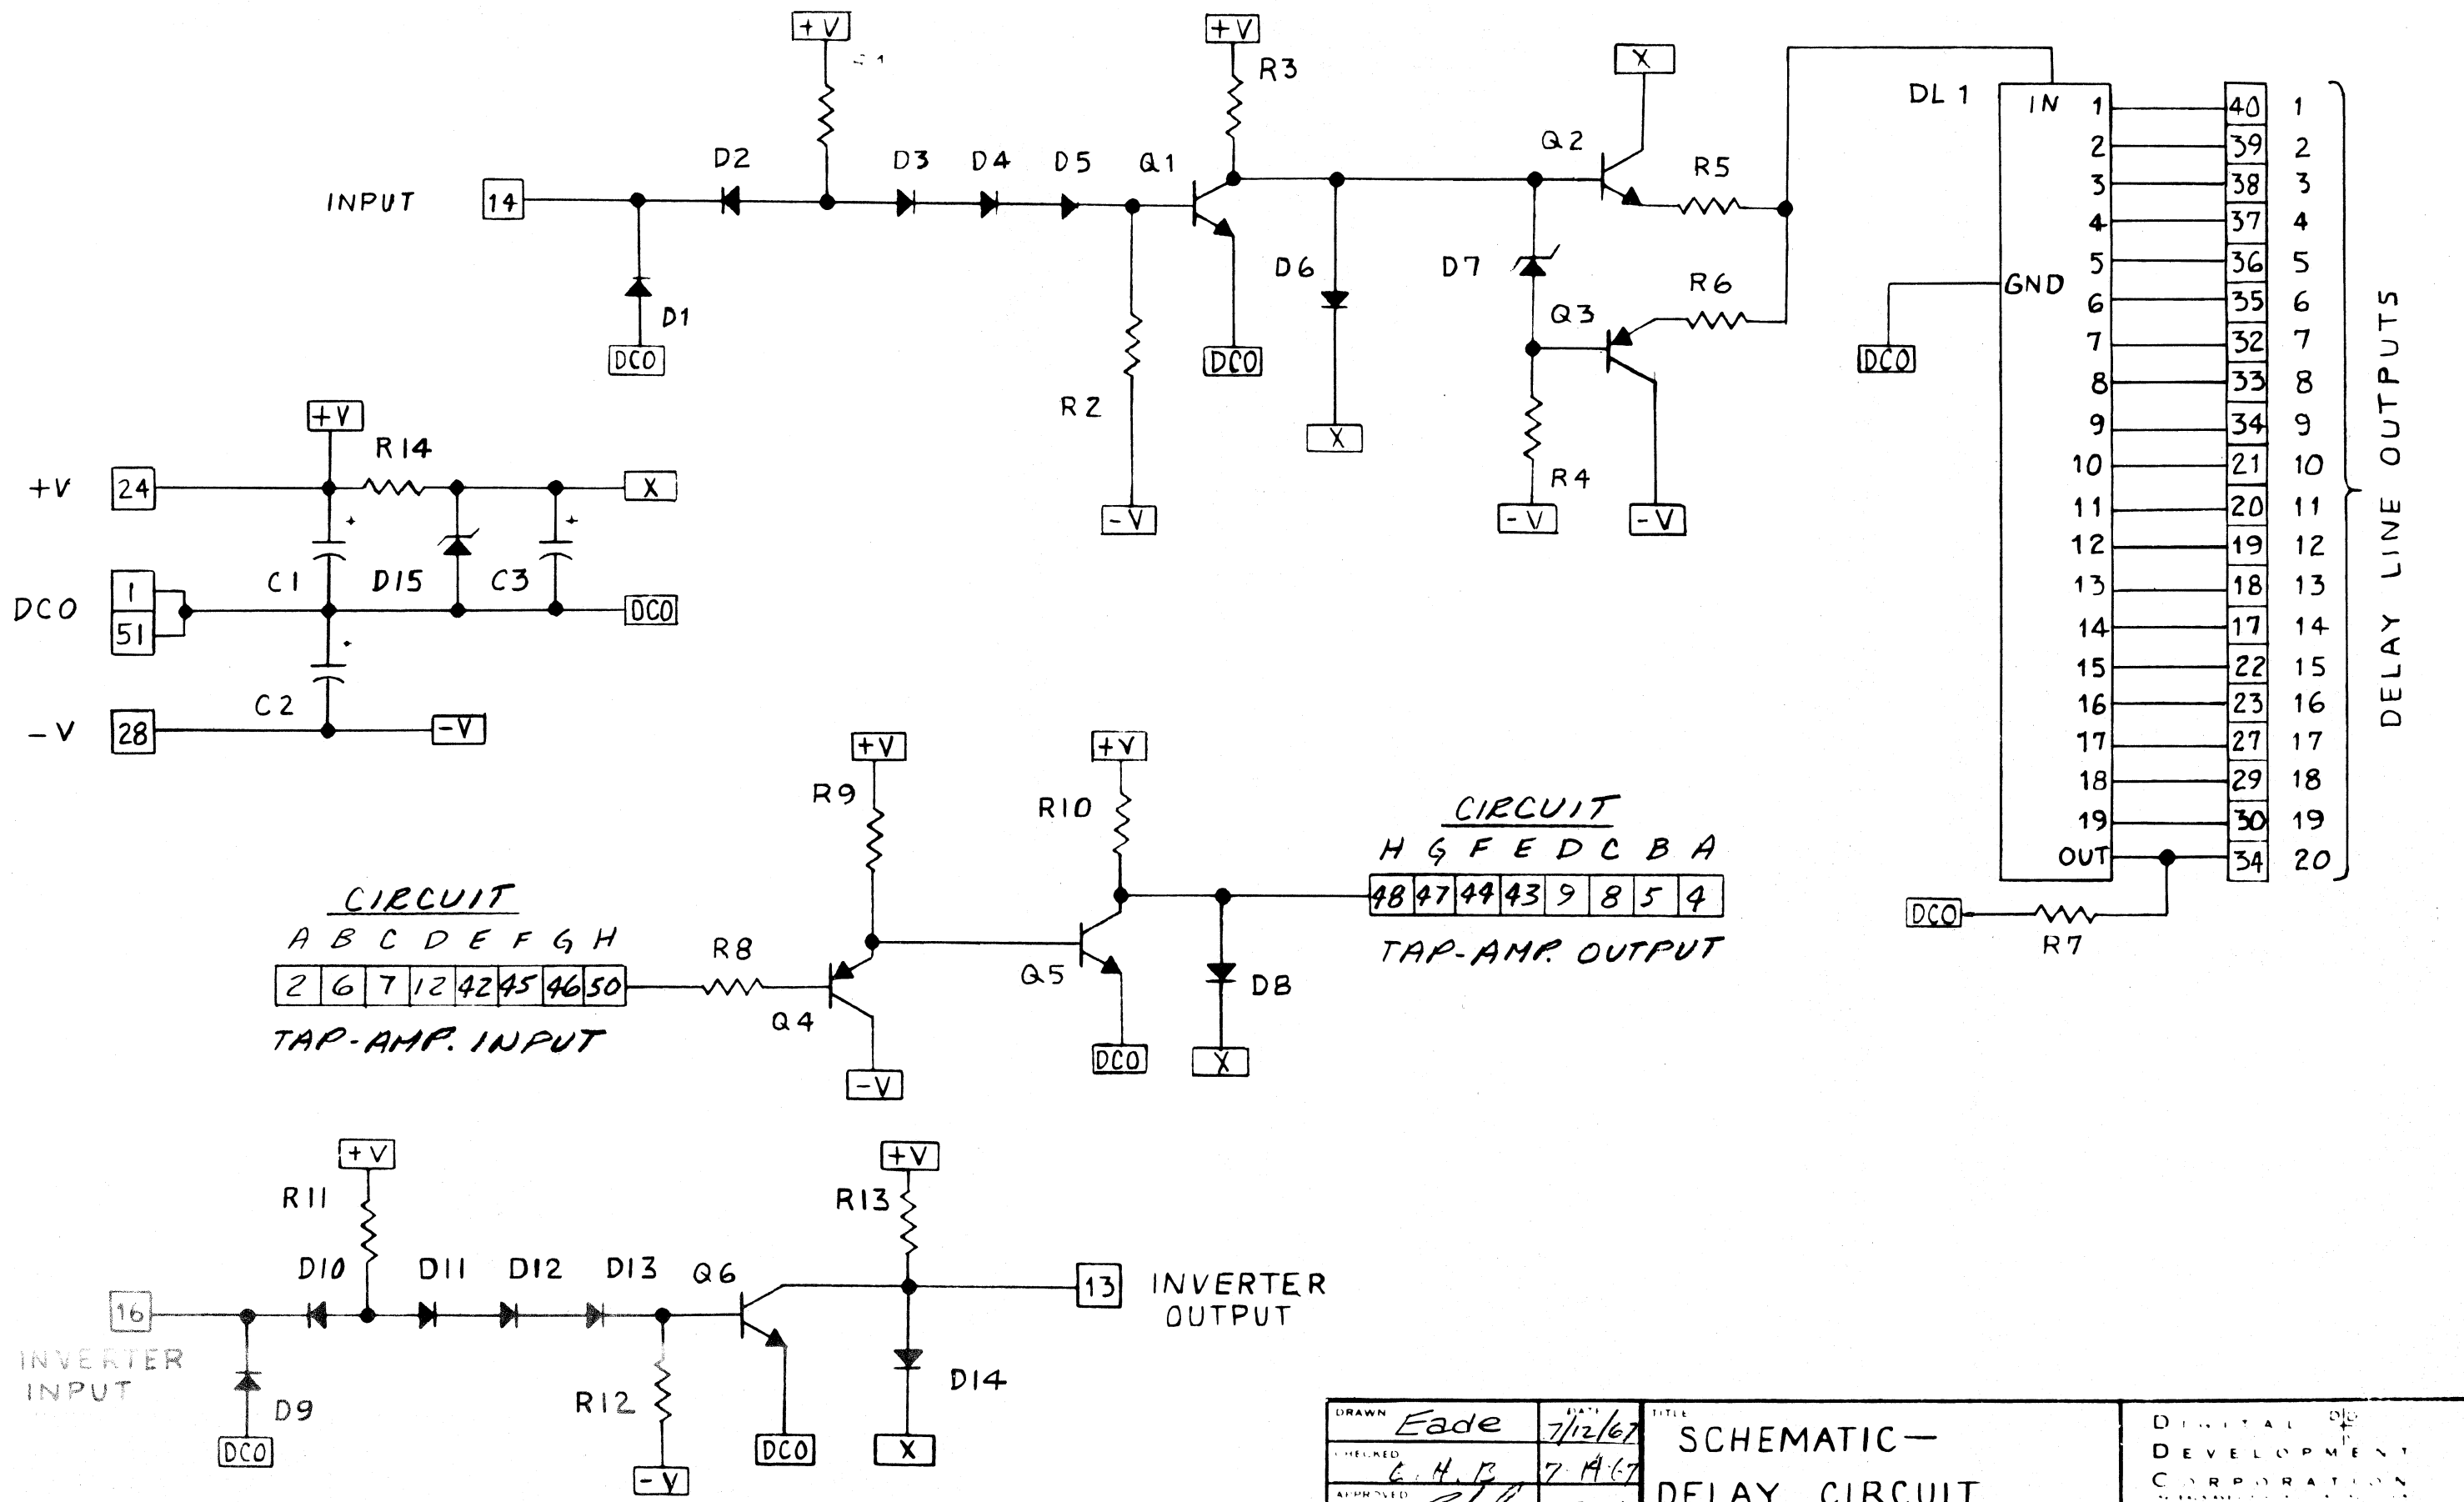 +V
R3
+V
X
DL 1
IN 1 40 1
2 39 2
3 38 3
4 37 4
5 36 5
GND
6 35 6
7 32 7
8 33 8
9 34 9
10 21 10
11 20 11
12 19 12
13 18 13
14 17 14
15 22 15
16 23 16
17 27 17
18 29 18
19 30 19
OUT 34 20
DCO
DCO
R7
DELAY LINE OUTPUTS
INPUT 14
D2 D3 D4 D5 Q1
Q2 R5
D1
DCO
R2
-V
DCO
D6
X
D7
Q3 R6
R4
-V
-V
+V
R14
+V 24 X
C1 D15 C3
DCO 1 51 DCO
C2
-V 28 -V
+V
R9
+V
R10
CIRCUIT
H G F E D C B A
48 47 44 43 9 8 5 4
TAP-AMP. OUTPUT
CIRCUIT
A B C D E F G H
2 6 7 12 42 45 46 50
TAP-AMP. INPUT
R8
Q4
-V
Q5
DCO
D8
X
+V
R11
+V
R13
D10 D11 D12 D13 Q6
16
INVERTER
INPUT
D9
DCO
R12
-V
DCO
D14
X
13 INVERTER
OUTPUT
DRAWN Eade
DATE 7/12/67
CHECKED
APPROVED
TITLE
SCHEMATIC—
DELAY CIRCUIT
DIGITAL
DEVELOPMENT
CORPORATION